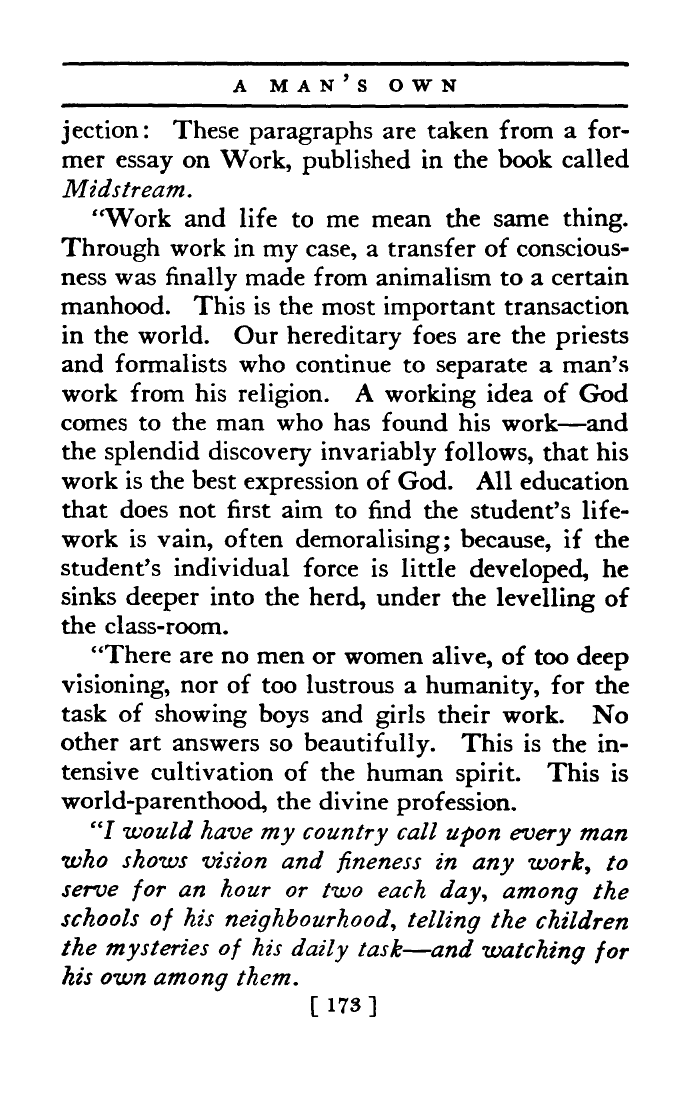 A MAN'S OWN
jection: These paragraphs are taken from a for-
mer essay on Work, published in the book called
Midstream.
“Work and life to me mean the same thing.
Through work in my case, a transfer of conscious-
ness was finally made from animalism to a certain
manhood. This is the most important transaction
in the world. Our hereditary foes are the priests
and formalists who continue to separate a man's
work from his religion. A working idea of God
comes to the man who has found his work—and
the splendid discovery invariably follows, that his
work is the best expression of God. All education
that does not first aim to find the student's life-
work is vain, often demoralising; because, if the
student's individual force is little developed, he
sinks deeper into the herd, under the levelling of
the class-room.
“There are no men or women alive, of too deep
visioning, nor of too lustrous a humanity, for the
task of showing boys and girls their work. No
other art answers so beautifully. This is the in-
tensive cultivation of the human spirit. This is
world-parenthood, the divine profession.
“I would have my country call upon every man
who shows vision and fineness in any work, to
serve for an hour or two each day, among the
schools of his neighbourhood, telling the children
the mysteries of his daily task—and watching for
his own among them.
[ 173 ]